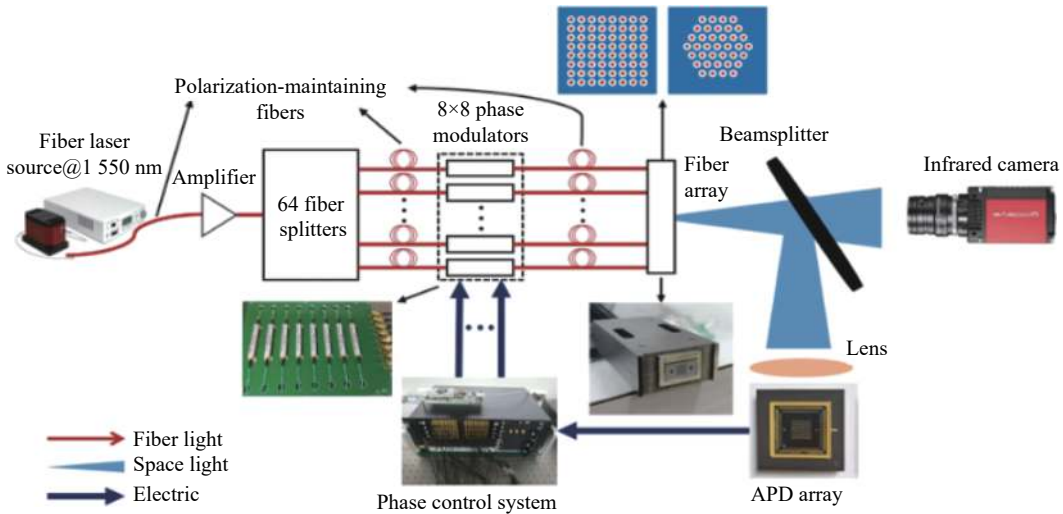 Polarization-maintaining
fibers
8×8 phase
modulators
Fiber laser
source@1 550 nm
Amplifier
64 fiber
splitters
Fiber
array
Beamsplitter
Infrared camera
Lens
Fiber light
Space light
Electric
Phase control system
APD array